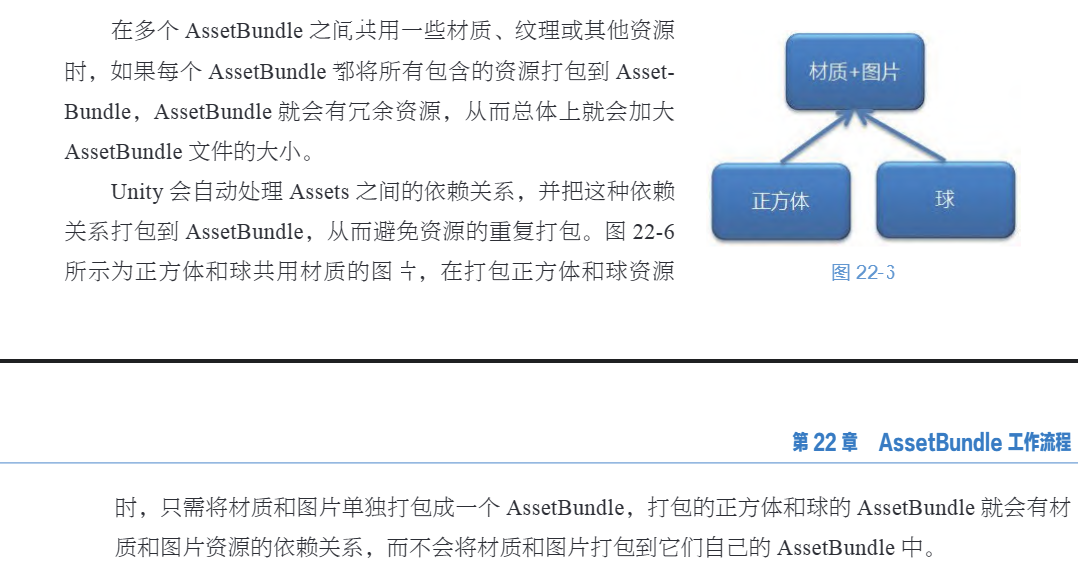 在多个 AssetBundle 之间共用一些材质、纹理或其他资源
时，如果每个 AssetBundle 都将所有包含的资源打包到 Asset-
Bundle，AssetBundle 就会有冗余资源，从而总体上就会加大
AssetBundle 文件的大小。
Unity 会自动处理 Assets 之间的依赖关系，并把这种依赖
关系打包到 AssetBundle，从而避免资源的重复打包。图 22-6
所示为正方体和球共用材质的图片，在打包正方体和球资源
材质+图片
正方体
球
图 22-3
第 22 章 AssetBundle 工作流程
时，只需将材质和图片单独打包成一个 AssetBundle，打包的正方体和球的 AssetBundle 就会有材
质和图片资源的依赖关系，而不会将材质和图片打包到它们自己的 AssetBundle 中。